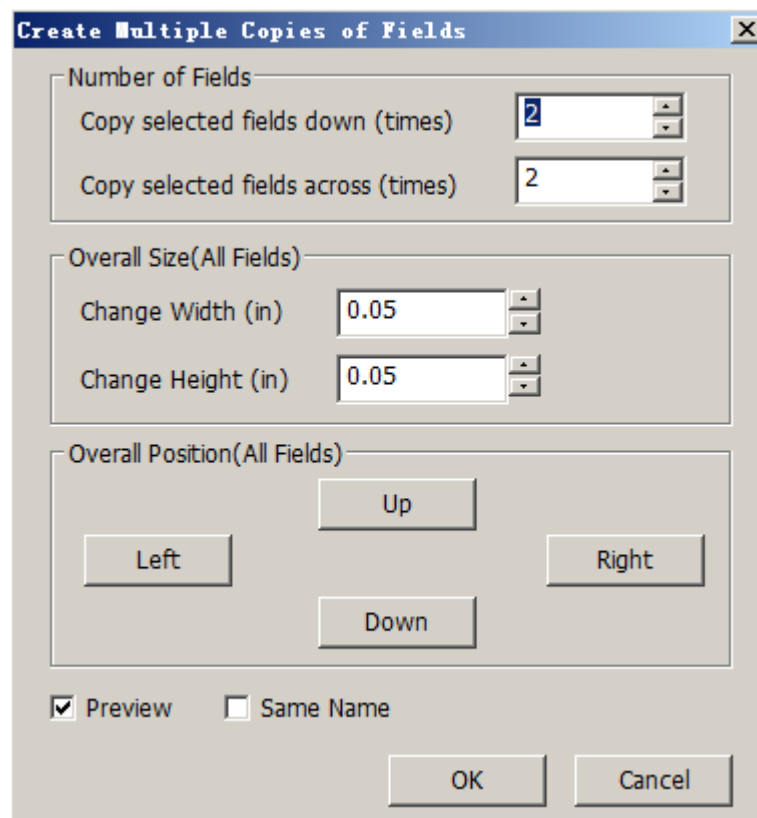 Create Multiple Copies of Fields
Number of Fields
Copy selected fields down (times) 2
Copy selected fields across (times) 2
Overall Size(All Fields)
Change Width (in) 0.05
Change Height (in) 0.05
Overall Position(All Fields)
Up
Left Right
Down
Preview Same Name
OK Cancel